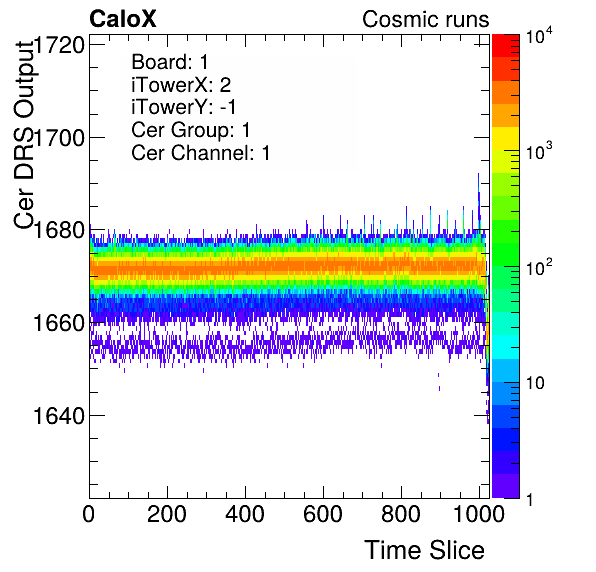 CaloX Cosmic runs
Board: 1
iTowerX: 2
iTowerY: -1
Cer Group: 1
Cer Channel: 1
Cer DRS Output
1720
1700
1680
1660
1640
0 200 400 600 800 1000
Time Slice
10^4
10^3
10^2
10
1